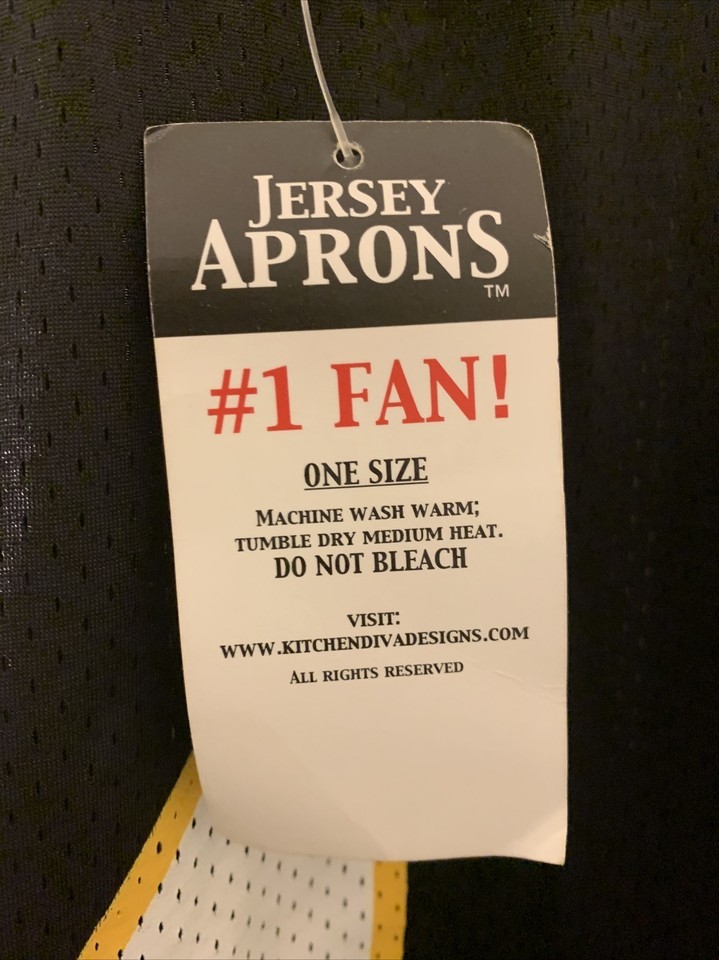 JERSEY
APRONS
TM
#1 FAN!
ONE SIZE
MACHINE WASH WARM;
TUMBLE DRY MEDIUM HEAT.
DO NOT BLEACH
VISIT:
WWW.KITCHENDIVADESIGNS.COM
ALL RIGHTS RESERVED